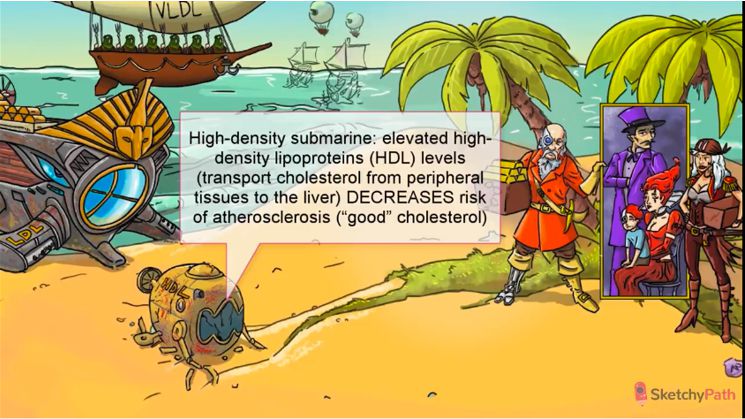 VLDL
High-density submarine: elevated high-
density lipoproteins (HDL) levels
(transport cholesterol from peripheral
tissues to the liver) DECREASES risk
of atherosclerosis (“good” cholesterol)
LDL
HDL
SketchyPath